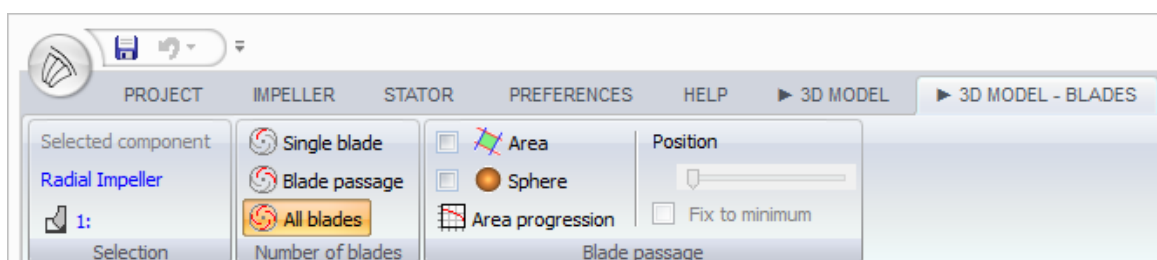 PROJECT IMPELLER STATOR PREFERENCES HELP ► 3D MODEL ► 3D MODEL - BLADES
Selected component
Radial Impeller
1:
Selection
Single blade
Blade passage
All blades
Number of blades
Area
Sphere
Area progression
Position
Fix to minimum
Blade passage